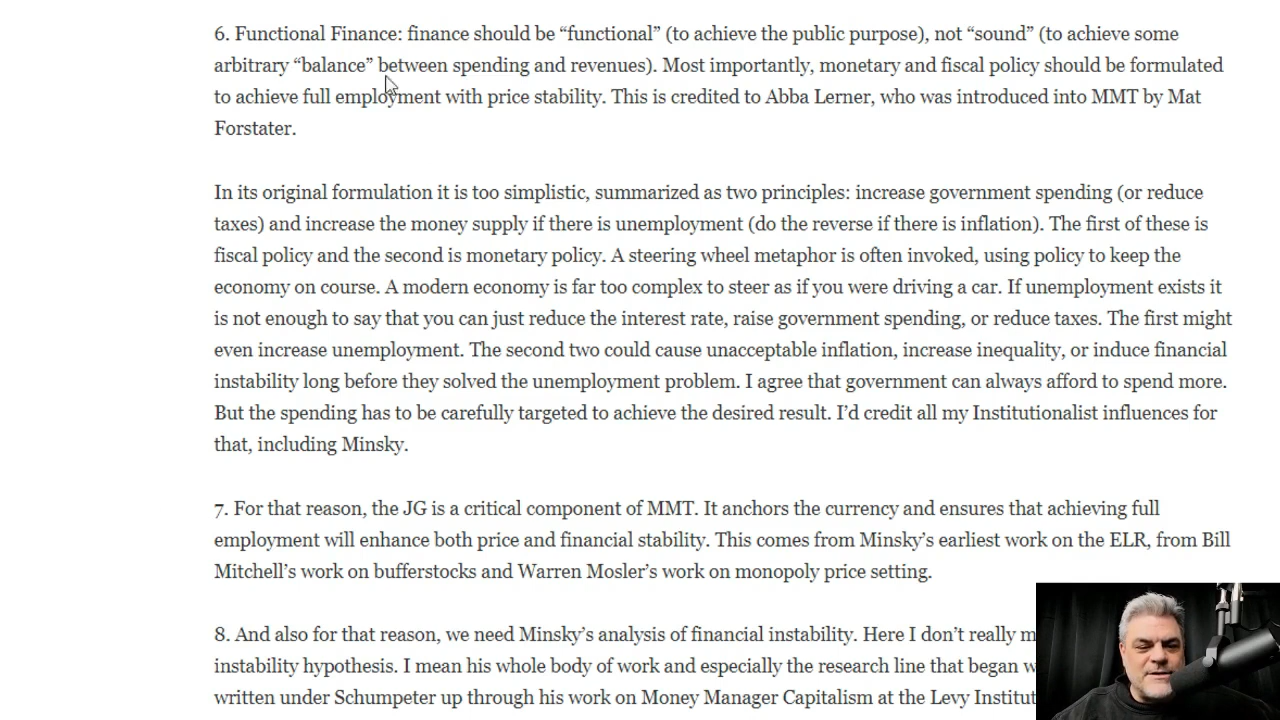 6. Functional Finance: finance should be “functional” (to achieve the public purpose), not “sound” (to achieve some
arbitrary “balance” between spending and revenues). Most importantly, monetary and fiscal policy should be formulated
to achieve full employment with price stability. This is credited to Abba Lerner, who was introduced into MMT by Mat
Forstater.
In its original formulation it is too simplistic, summarized as two principles: increase government spending (or reduce
taxes) and increase the money supply if there is unemployment (do the reverse if there is inflation). The first of these is
fiscal policy and the second is monetary policy. A steering wheel metaphor is often invoked, using policy to keep the
economy on course. A modern economy is far too complex to steer as if you were driving a car. If unemployment exists it
is not enough to say that you can just reduce the interest rate, raise government spending, or reduce taxes. The first might
even increase unemployment. The second two could cause unacceptable inflation, increase inequality, or induce financial
instability long before they solved the unemployment problem. I agree that government can always afford to spend more.
But the spending has to be carefully targeted to achieve the desired result. I’d credit all my Institutionalist influences for
that, including Minsky.
7. For that reason, the JG is a critical component of MMT. It anchors the currency and ensures that achieving full
employment will enhance both price and financial stability. This comes from Minsky’s earliest work on the ELR, from Bill
Mitchell’s work on bufferstocks and Warren Mosler’s work on monopoly price setting.
8. And also for that reason, we need Minsky’s analysis of financial instability. Here I don’t really
instability hypothesis. I mean his whole body of work and especially the research line that began
written under Schumpeter up through his work on Money Manager Capitalism at the Levy